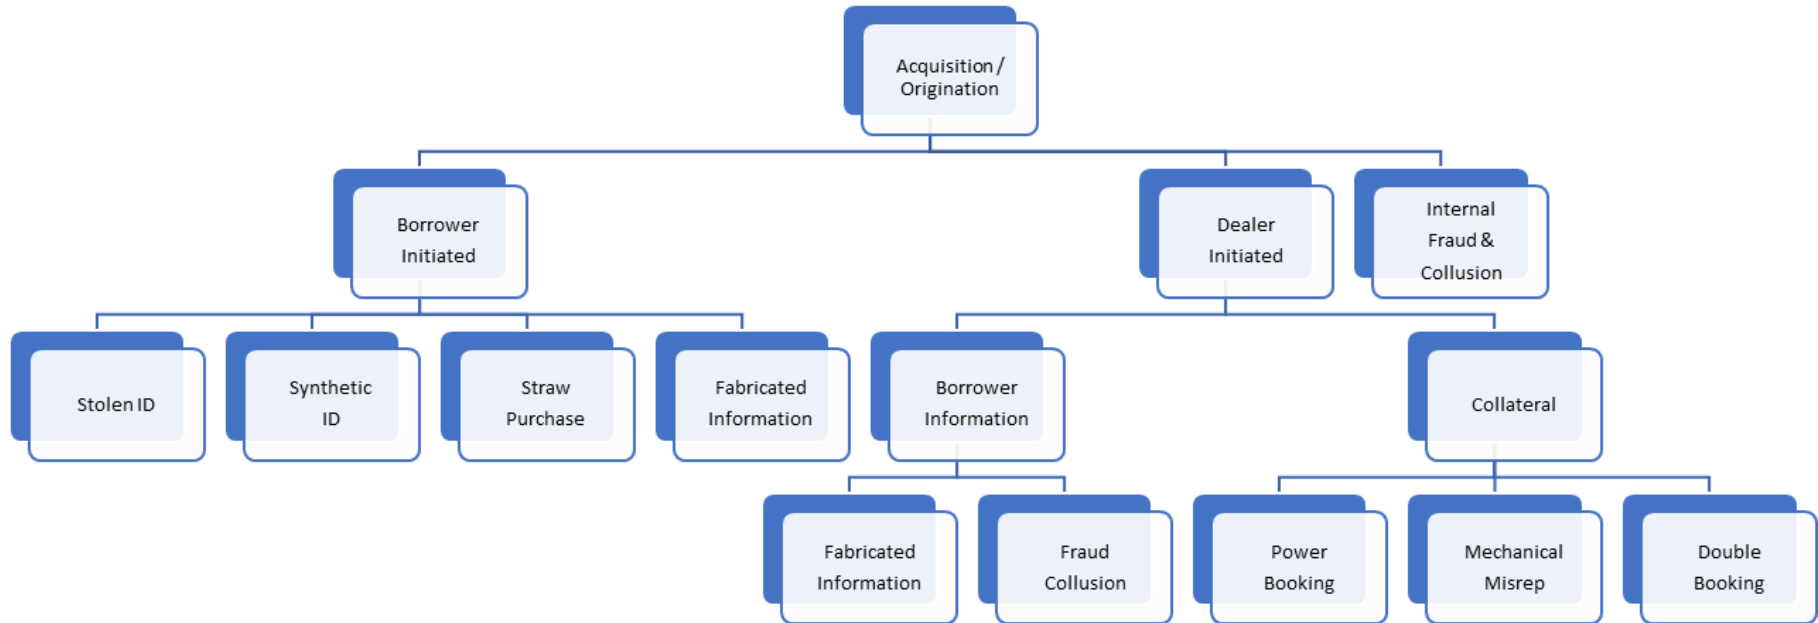 Acquisition /
Origination
Borrower
Initiated
Dealer
Initiated
Internal
Fraud &
Collusion
Stolen ID
Synthetic
ID
Straw
Purchase
Fabricated
Information
Borrower
Information
Collateral
Fabricated
Information
Fraud
Collusion
Power
Booking
Mechanical
Misrep
Double
Booking